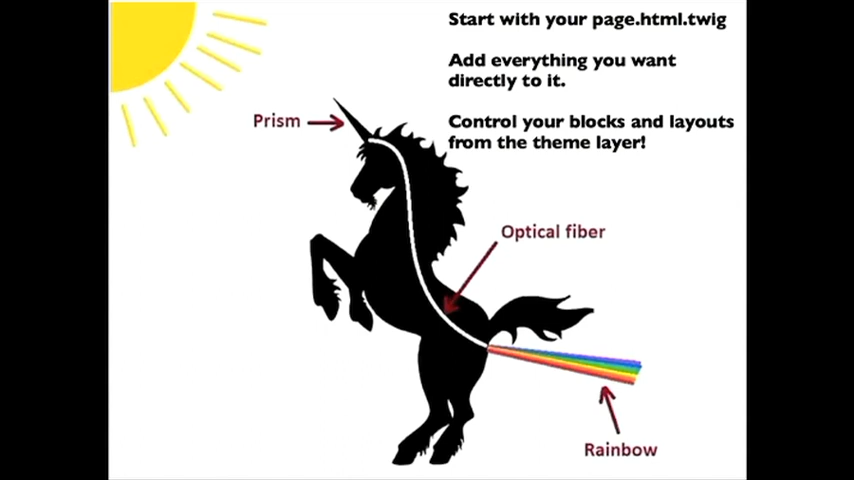 Start with your page.html.twig
Add everything you want
directly to it.
Control your blocks and layouts
from the theme layer!
Prism
Optical fiber
Rainbow